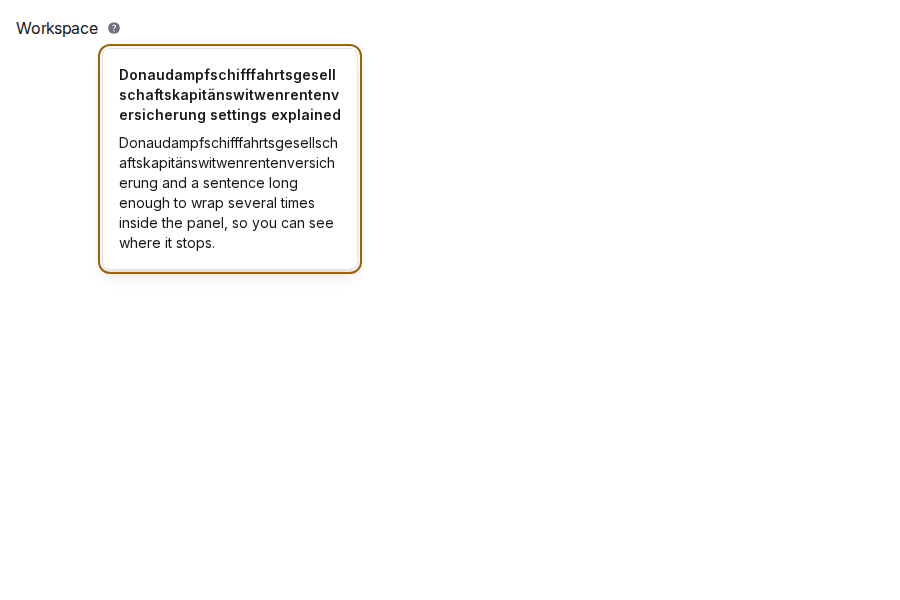 Workspace ?
Donaudampfschifffahrtsgesell
schaftskapitänswitwenrentenv
ersicherung settings explained
Donaudampfschifffahrtsgesellsch
aftskapitänswitwenrentenversich
erung and a sentence long
enough to wrap several times
inside the panel, so you can see
where it stops.